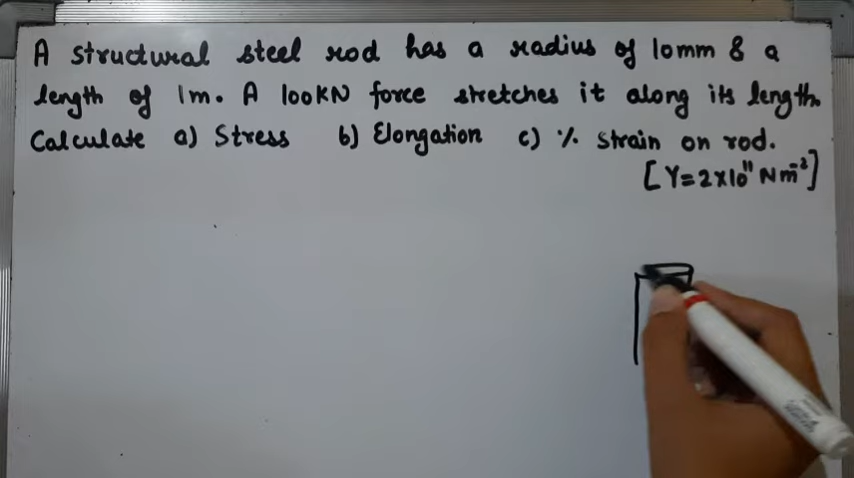 A structural steel rod has a radius of 10mm & a
length of 1m. A 100KN force stretches it along its length.
Calculate a) Stress b) Elongation c) % strain on rod.
[Y=2×10¹¹ Nm⁻²]